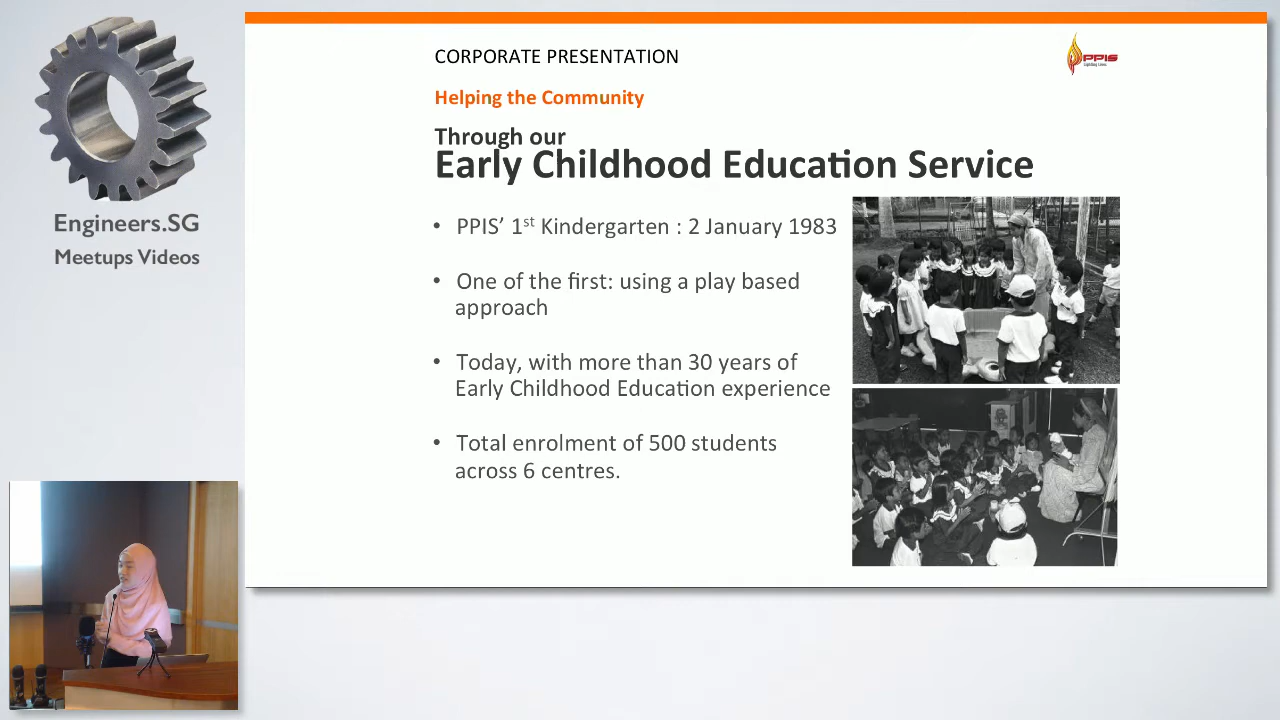 CORPORATE PRESENTATION
PPIS
Lighting Lives
Helping the Community
Through our
Early Childhood Education Service
• PPIS’ 1st Kindergarten : 2 January 1983
• One of the first: using a play based
approach
• Today, with more than 30 years of
Early Childhood Education experience
• Total enrolment of 500 students
across 6 centres.
Engineers.SG
Meetups Videos